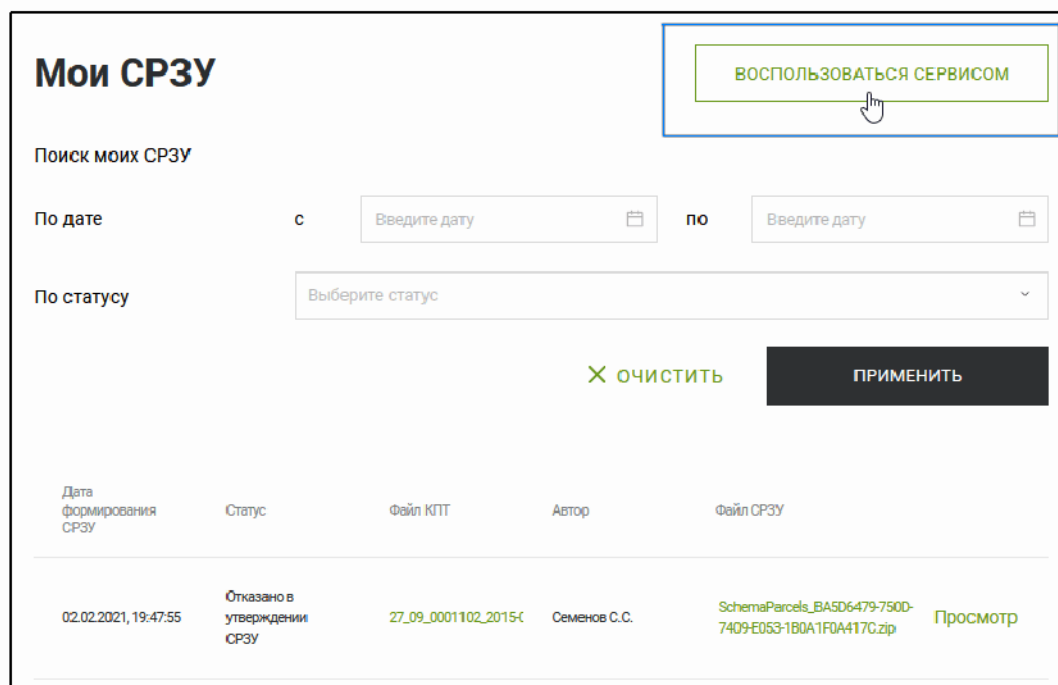 Мои СРЗУ
ВОСПОЛЬЗОВАТЬСЯ СЕРВИСОМ
Поиск моих СРЗУ
По дате с Введите дату по Введите дату
По статусу Выберите статус
ОЧИСТИТЬ ПРИМЕНИТЬ
Дата
формирования
СРЗУ
Статус
Файл КПТ
Автор
Файл СРЗУ
02.02.2021, 19:47:55
Отказано в
утверждении
СРЗУ
27_09_0001102_2015-
Семенов С.С.
SchemaParcels_BA5D6479-750D-
7409-E053-1B0A1F0A417C.zip
Просмотр